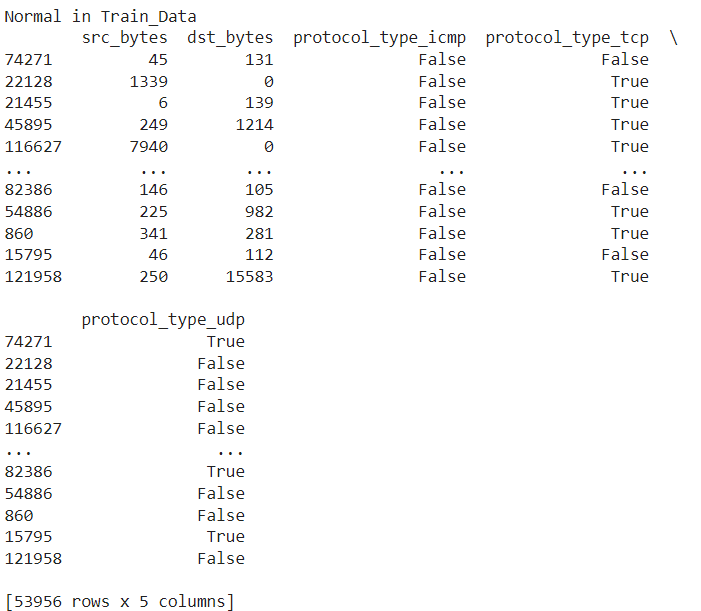 Normal in Train_Data
        src_bytes  dst_bytes  protocol_type_icmp  protocol_type_tcp  \
74271          45        131               False              False
22128        1339          0               False               True
21455           6        139               False               True
45895         249       1214               False               True
116627       7940          0               False               True
...           ...        ...                 ...                ...
82386         146        105               False              False
54886         225        982               False               True
860           341        281               False               True
15795          46        112               False              False
121958        250      15583               False               True

        protocol_type_udp
74271                True
22128               False
21455               False
45895               False
116627              False
...                   ...
82386                True
54886               False
860                 False
15795                True
121958              False

[53956 rows x 5 columns]